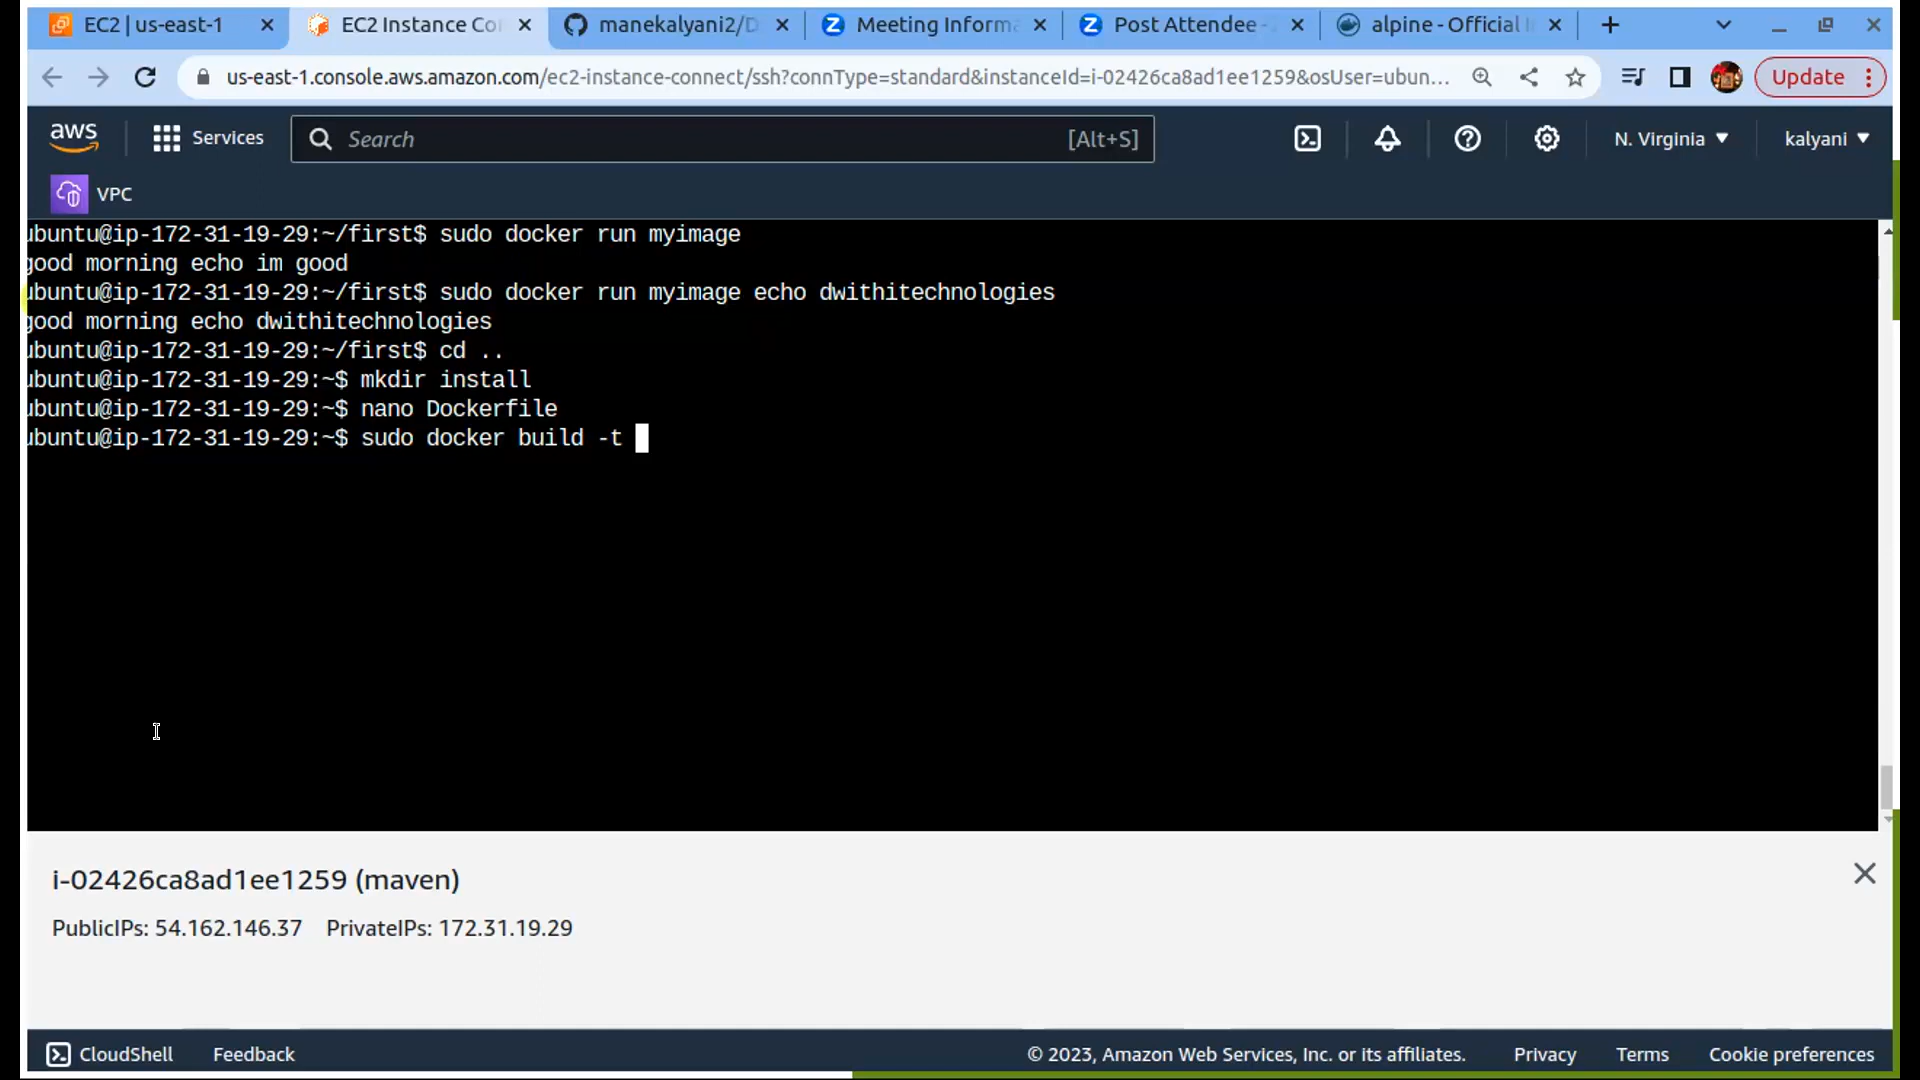 EC2 | us-east-1
EC2 Instance Co
manekalyani2/D
Meeting Informa
Post Attendee -
alpine - Official I
us-east-1.console.aws.amazon.com/ec2-instance-connect/ssh?connType=standard&instanceId=i-02426ca8ad1ee1259&osUser=ubun...
Update
aws
Services
Search
[Alt+S]
N. Virginia
kalyani
VPC
ubuntu@ip-172-31-19-29:~/first$ sudo docker run myimage
good morning echo im good
ubuntu@ip-172-31-19-29:~/first$ sudo docker run myimage echo dwithitechnologies
good morning echo dwithitechnologies
ubuntu@ip-172-31-19-29:~/first$ cd ..
ubuntu@ip-172-31-19-29:~$ mkdir install
ubuntu@ip-172-31-19-29:~$ nano Dockerfile
ubuntu@ip-172-31-19-29:~$ sudo docker build -t
i-02426ca8ad1ee1259 (maven)
PublicIPs: 54.162.146.37 PrivateIPs: 172.31.19.29
CloudShell
Feedback
© 2023, Amazon Web Services, Inc. or its affiliates.
Privacy
Terms
Cookie preferences